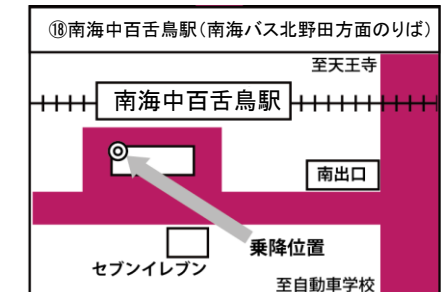 ⑱南海中百舌鳥駅(南海バス北野田方面のりば)
至天王寺
南海中百舌鳥駅
南出口
乗降位置
セブンイレブン
至自動車学校